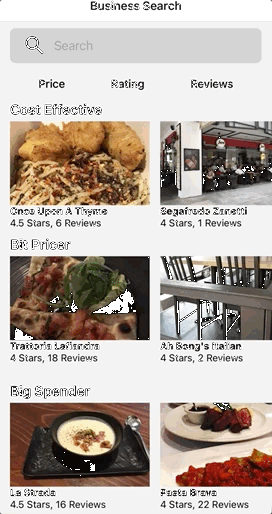 Business Search
Search
Price Rating Reviews
Cost Effective
Once Upon A Thyme
4.5 Stars, 6 Reviews
Segafredo Zanetti
4 Stars, 1 Reviews
Bit Pricer
Trattoria Lafiandra
4 Stars, 18 Reviews
Ah Bong's Italian
4 Stars, 2 Reviews
Big Spender
La Strada
4.5 Stars, 16 Reviews
Pasta Brava
4 Stars, 22 Reviews